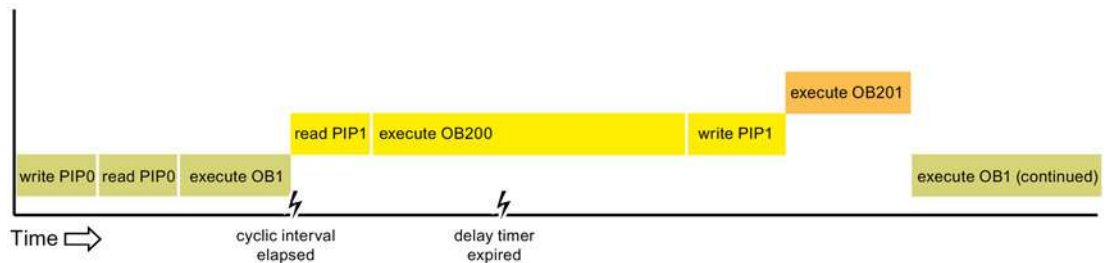 execute OB201
read PIP1
execute OB200
write PIP1
write PIP0
read PIP0
execute OB1
execute OB1 (continued)
Time
cyclic interval
elapsed
delay timer
expired